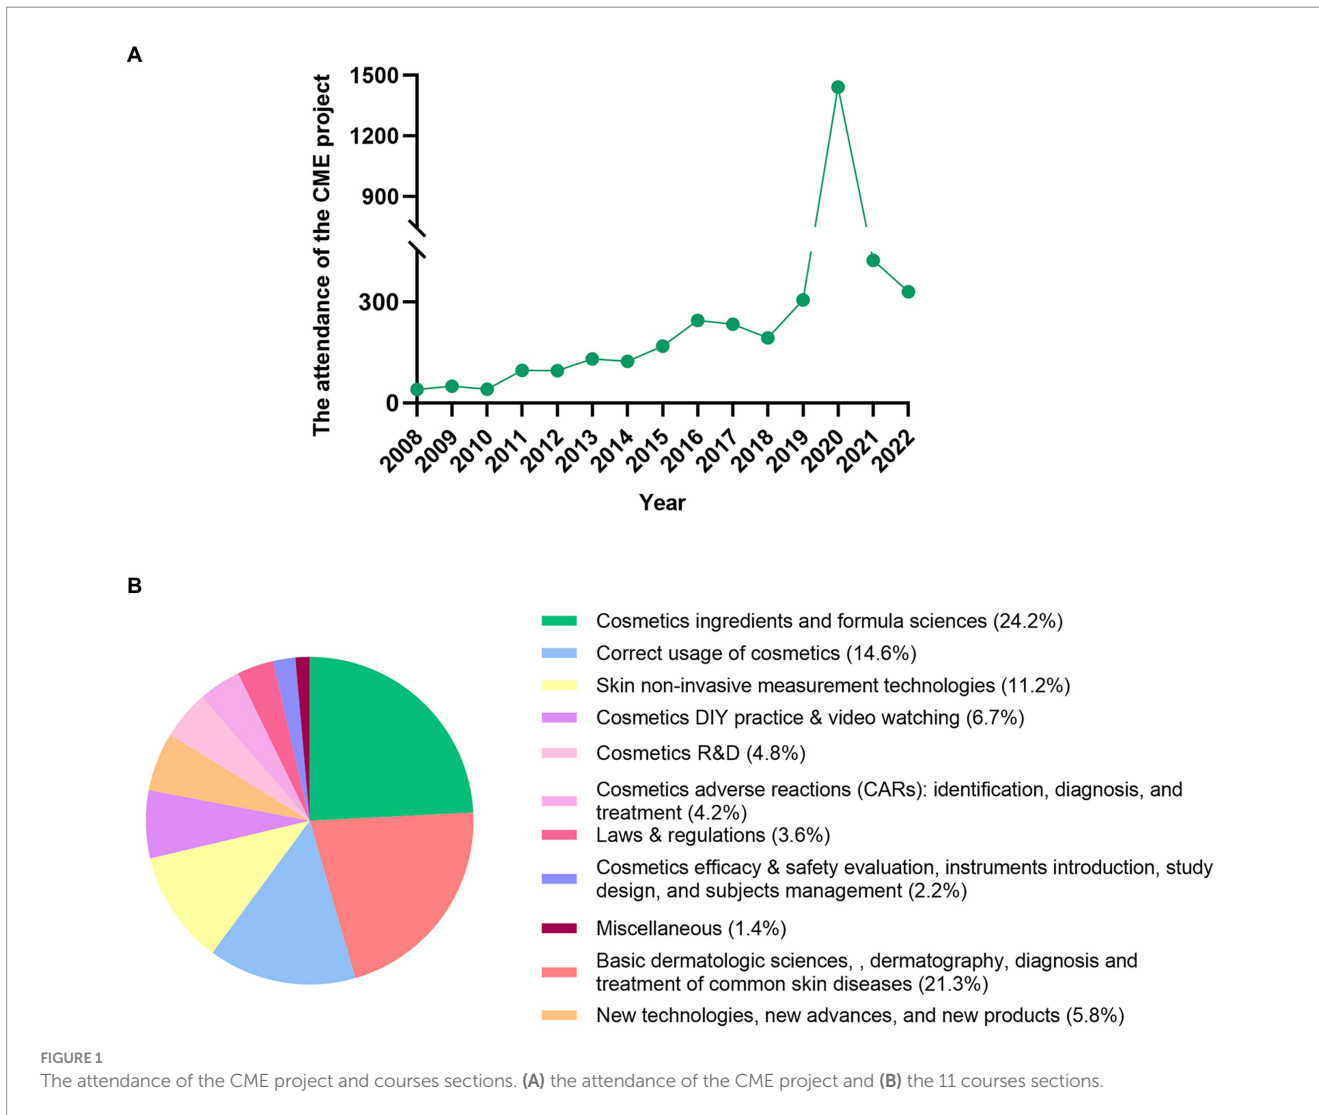 A
The attendance of the CME project
1500
1200
900
300
0
2008
2009
2010
2011
2012
2013
2014
2015
2016
2017
2018
2019
2020
2021
2022
Year
B
Cosmetics ingredients and formula sciences (24.2%)
Correct usage of cosmetics (14.6%)
Skin non-invasive measurement technologies (11.2%)
Cosmetics DIY practice & video watching (6.7%)
Cosmetics R&D (4.8%)
Cosmetics adverse reactions (CARs): identification, diagnosis, and
treatment (4.2%)
Laws & regulations (3.6%)
Cosmetics efficacy & safety evaluation, instruments introduction, study
design, and subjects management (2.2%)
Miscellaneous (1.4%)
Basic dermatologic sciences, , dermatography, diagnosis and
treatment of common skin diseases (21.3%)
New technologies, new advances, and new products (5.8%)
FIGURE 1
The attendance of the CME project and courses sections. (A) the attendance of the CME project and (B) the 11 courses sections.